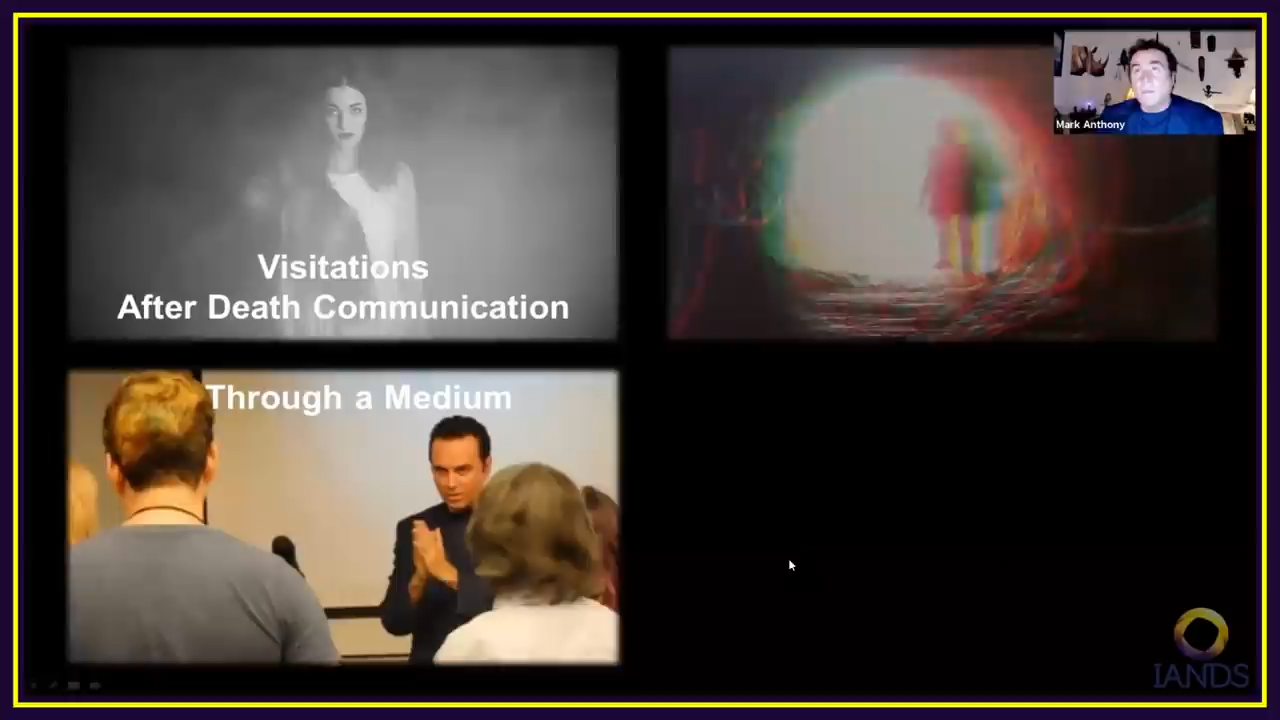 Visitations
After Death Communication
Mark Anthony
Through a Medium
IANDS